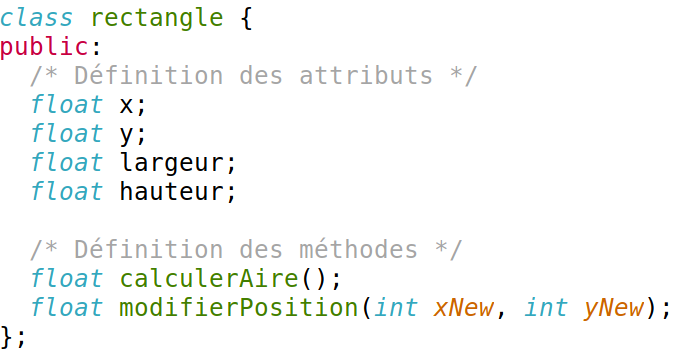 class rectangle {
public:
  /* Définition des attributs */
  float x;
  float y;
  float largeur;
  float hauteur;

  /* Définition des méthodes */
  float calculerAire();
  float modifierPosition(int xNew, int yNew);
};